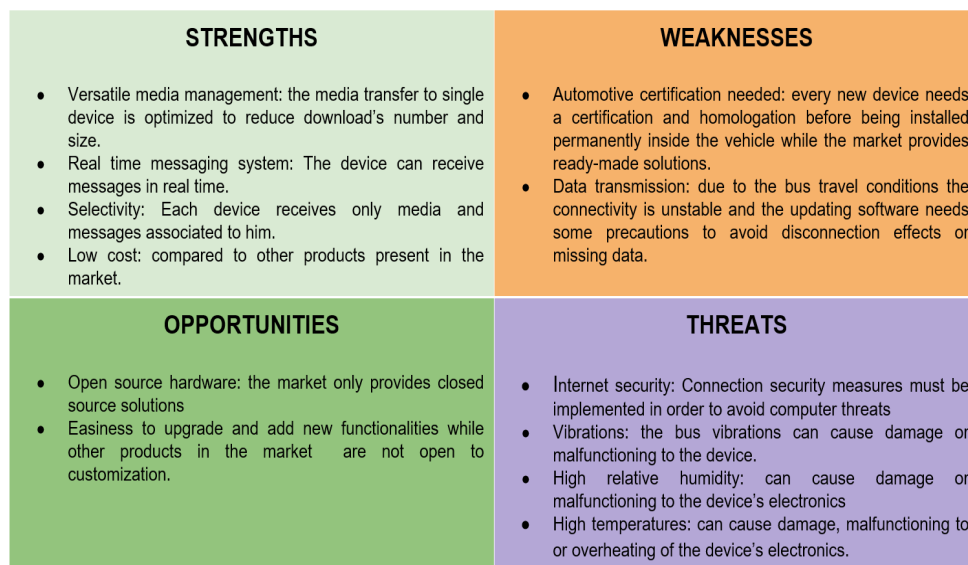 STRENGTHS
● Versatile media management: the media transfer to single
device is optimized to reduce download’s number and
size.
● Real time messaging system: The device can receive
messages in real time.
● Selectivity: Each device receives only media and
messages associated to him.
● Low cost: compared to other products present in the
market.
WEAKNESSES
● Automotive certification needed: every new device needs
a certification and homologation before being installed
permanently inside the vehicle while the market provides
ready-made solutions.
● Data transmission: due to the bus travel conditions the
connectivity is unstable and the updating software needs
some precautions to avoid disconnection effects or
missing data.
OPPORTUNITIES
● Open source hardware: the market only provides closed
source solutions
● Easiness to upgrade and add new functionalities while
other products in the market are not open to
customization.
THREATS
● Internet security: Connection security measures must be
implemented in order to avoid computer threats
● Vibrations: the bus vibrations can cause damage or
malfunctioning to the device.
● High relative humidity: can cause damage or
malfunctioning to the device’s electronics
● High temperatures: can cause damage, malfunctioning to
or overheating of the device’s electronics.